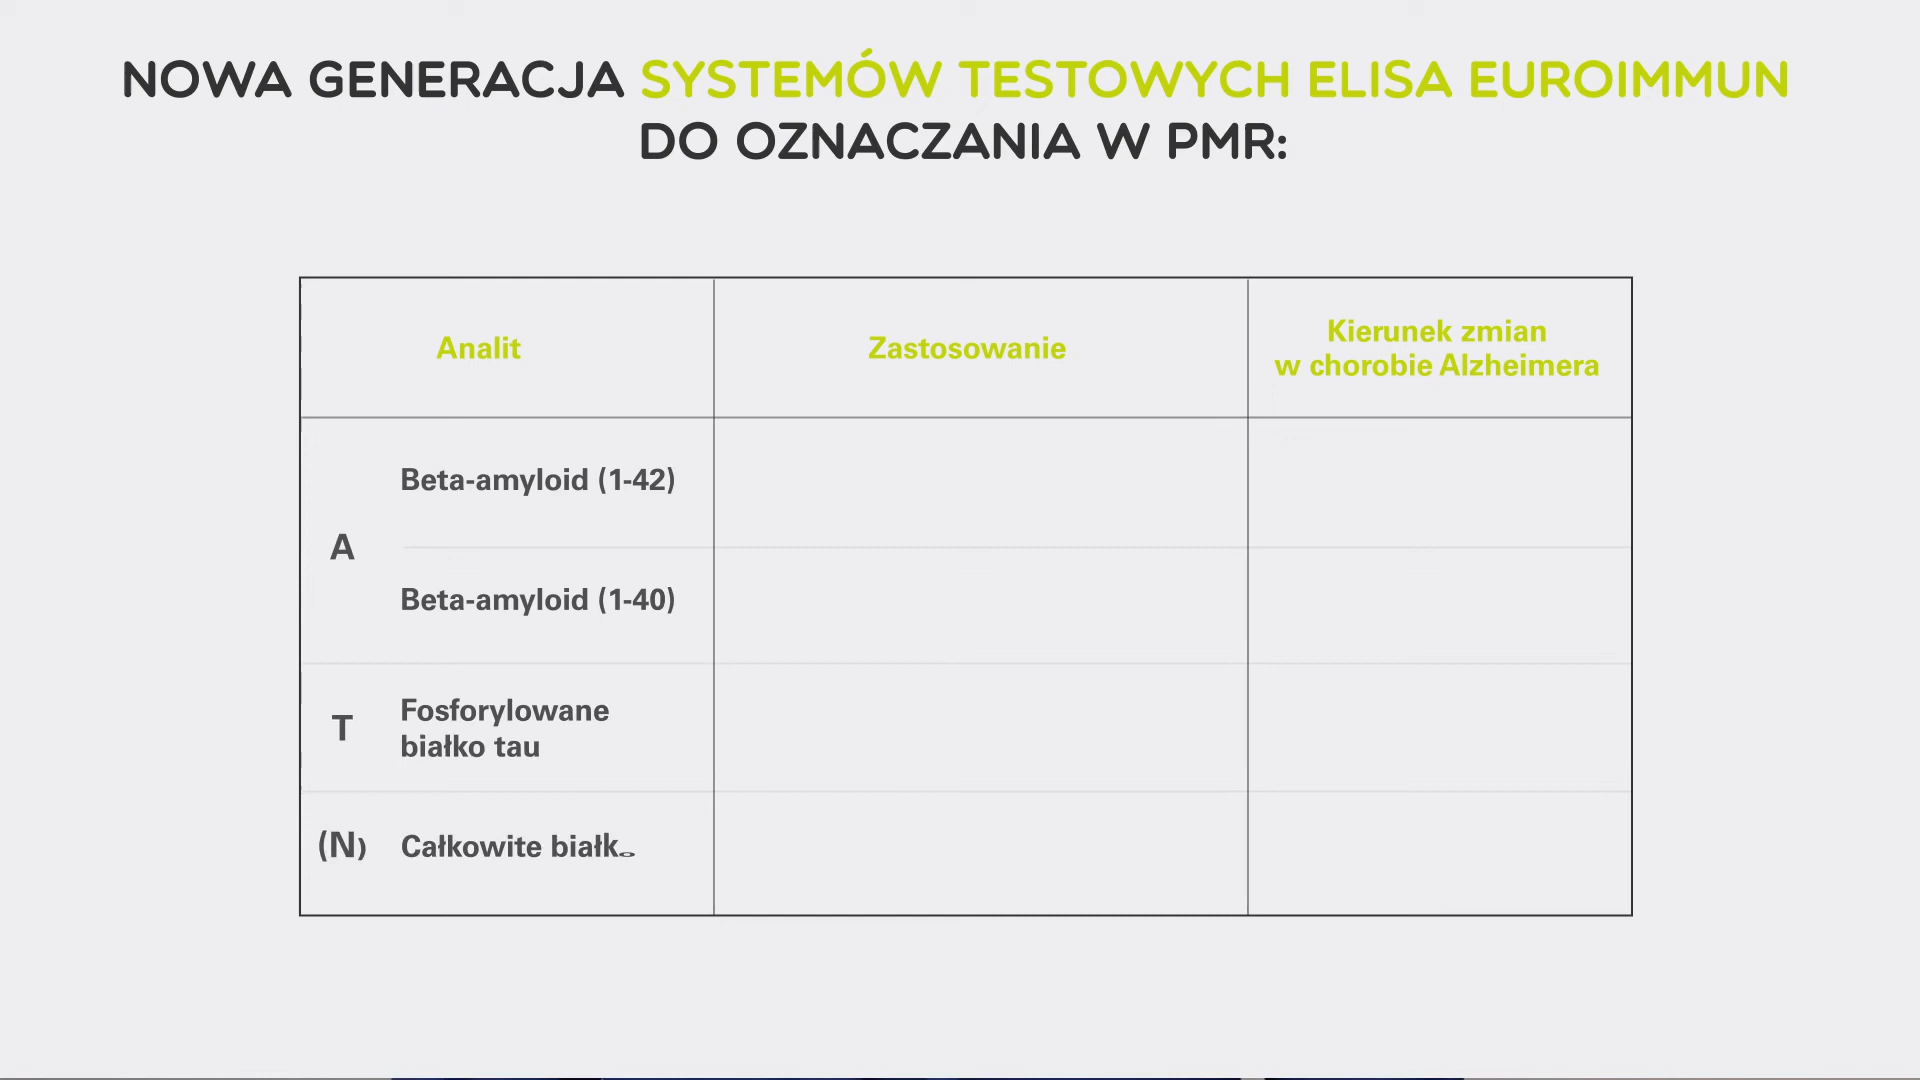 NOWA GENERACJA SYSTEMÓW TESTOWYCH ELISA EUROIMMUN
DO OZNACZANIA W PMR:
Analit
Zastosowanie
Kierunek zmian
w chorobie Alzheimera
A
Beta-amyloid (1-42)
Beta-amyloid (1-40)
T
Fosforylowane
białko tau
(N)
Całkowite białko